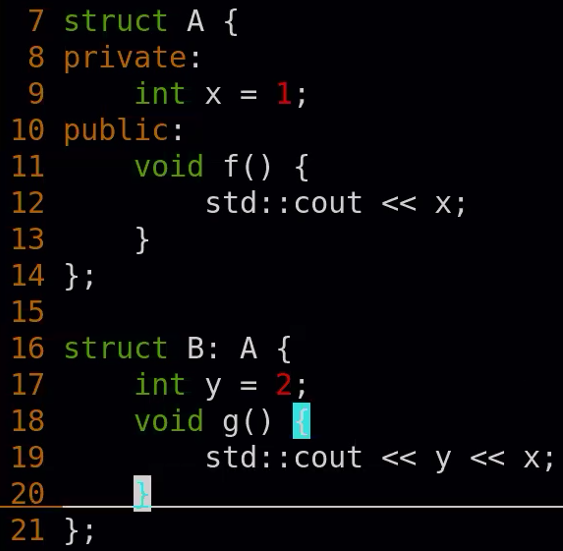 7 struct A {
8 private:
9     int x = 1;
10 public:
11     void f() {
12         std::cout << x;
13     }
14 };
15
16 struct B: A {
17     int y = 2;
18     void g() {
19         std::cout << y << x;
20     }
21 };